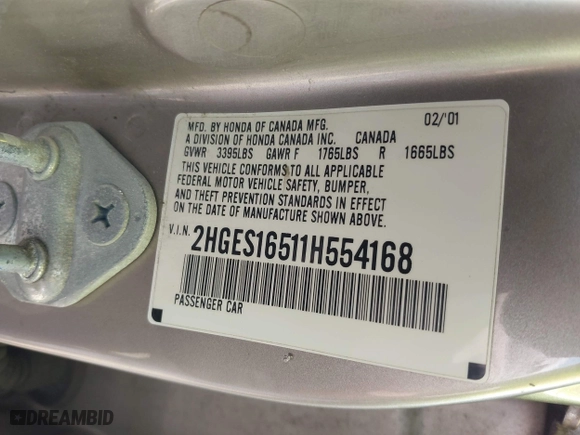 02/'01
MFD. BY HONDA OF CANADA MFG.
A DIVISION OF HONDA CANADA INC. CANADA
GVWR 3395LBS GAWR F 1765LBS R 1665LBS
THIS VEHICLE CONFORMS TO ALL APPLICABLE
FEDERAL MOTOR VEHICLE SAFETY, BUMPER,
AND THEFT PREVENTION STANDARDS IN EFFECT
ON THE DATE OF MANUFACTURE SHOWN ABOVE.
V.I.N. 2HGES16511H554168
PASSENGER CAR
DREAMBID